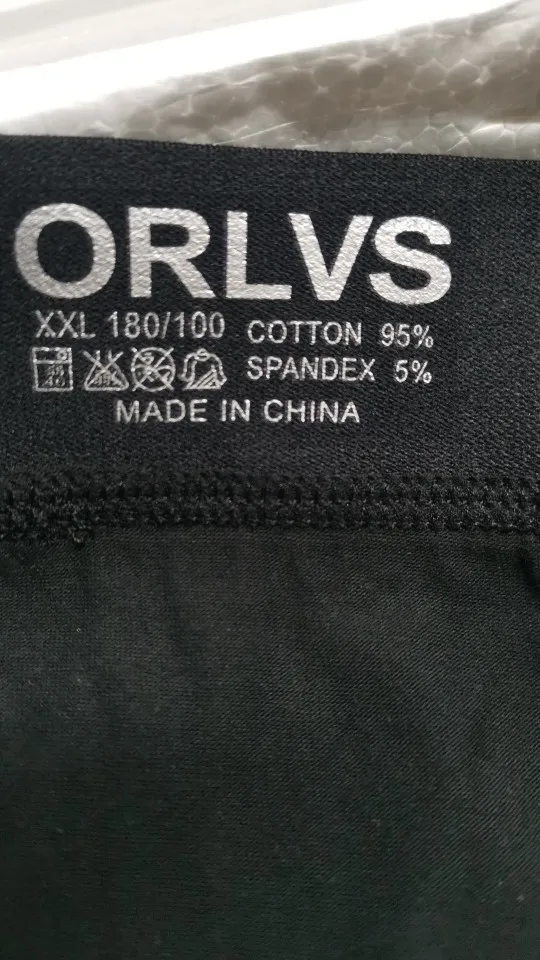 ORLVS
XXL 180/100 COTTON 95%
SPANDEX 5%
MADE IN CHINA